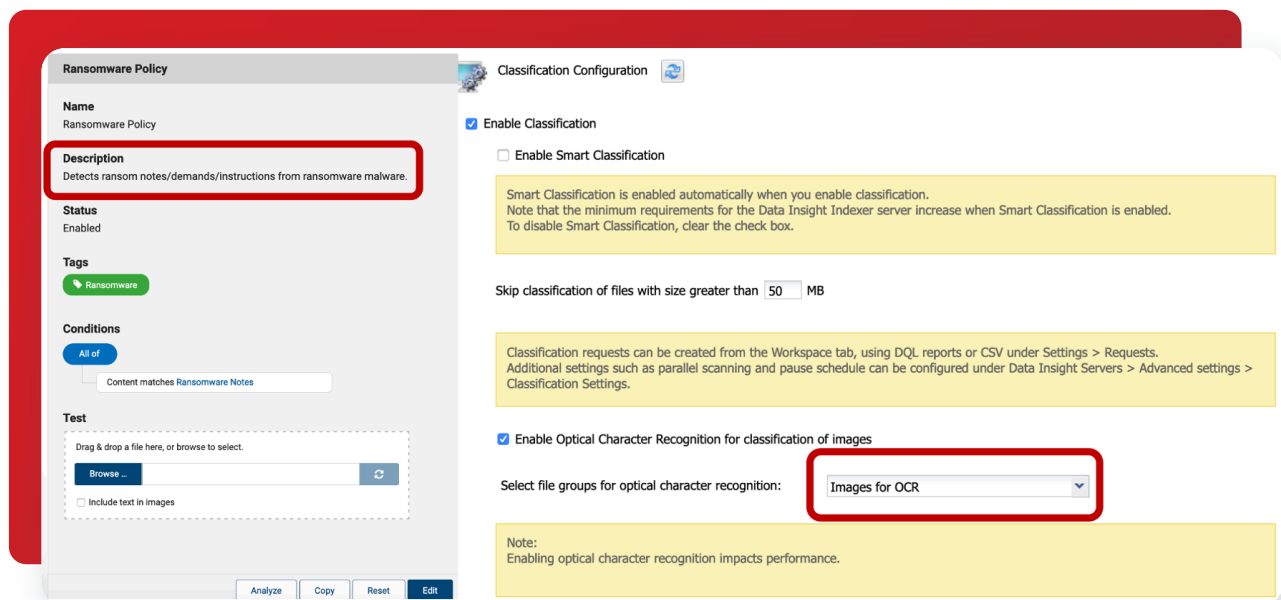 Ransomware Policy
Name
Ransomware Policy
Description
Detects ransom notes/demands/instructions from ransomware malware.
Status
Enabled
Tags
Ransomware
Conditions
All of
Content matches Ransomware Notes
Test
Drag & drop a file here, or browse to select.
Browse ...
Include text in images
Analyze
Copy
Reset
Edit
Classification Configuration
Enable Classification
Enable Smart Classification
Smart Classification is enabled automatically when you enable classification.
Note that the minimum requirements for the Data Insight Indexer server increase when Smart Classification is enabled.
To disable Smart Classification, clear the check box.
Skip classification of files with size greater than 50 MB
Classification requests can be created from the Workspace tab, using DQL reports or CSV under Settings > Requests.
Additional settings such as parallel scanning and pause schedule can be configured under Data Insight Servers > Advanced settings >
Classification Settings.
Enable Optical Character Recognition for classification of images
Select file groups for optical character recognition: Images for OCR
Note:
Enabling optical character recognition impacts performance.